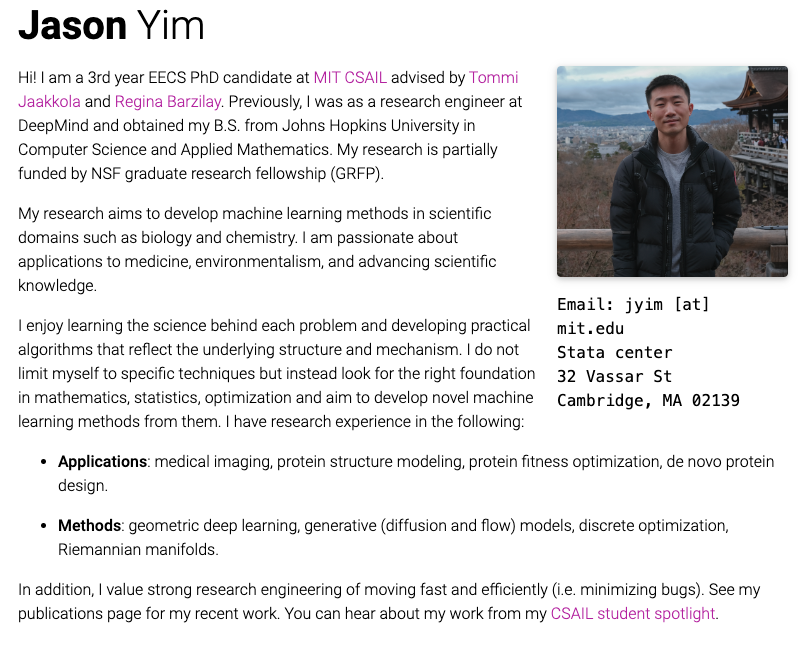 Jason Yim
Hi! I am a 3rd year EECS PhD candidate at MIT CSAIL advised by Tommi
Jaakkola and Regina Barzilay. Previously, I was as a research engineer at
DeepMind and obtained my B.S. from Johns Hopkins University in
Computer Science and Applied Mathematics. My research is partially
funded by NSF graduate research fellowship (GRFP).
My research aims to develop machine learning methods in scientific
domains such as biology and chemistry. I am passionate about
applications to medicine, environmentalism, and advancing scientific
knowledge.
I enjoy learning the science behind each problem and developing practical
algorithms that reflect the underlying structure and mechanism. I do not
limit myself to specific techniques but instead look for the right foundation
in mathematics, statistics, optimization and aim to develop novel machine
learning methods from them. I have research experience in the following:
Email: jyim [at]
mit.edu
Stata center
32 Vassar St
Cambridge, MA 02139
• Applications: medical imaging, protein structure modeling, protein fitness optimization, de novo protein
design.
• Methods: geometric deep learning, generative (diffusion and flow) models, discrete optimization,
Riemannian manifolds.
In addition, I value strong research engineering of moving fast and efficiently (i.e. minimizing bugs). See my
publications page for my recent work. You can hear about my work from my CSAIL student spotlight.